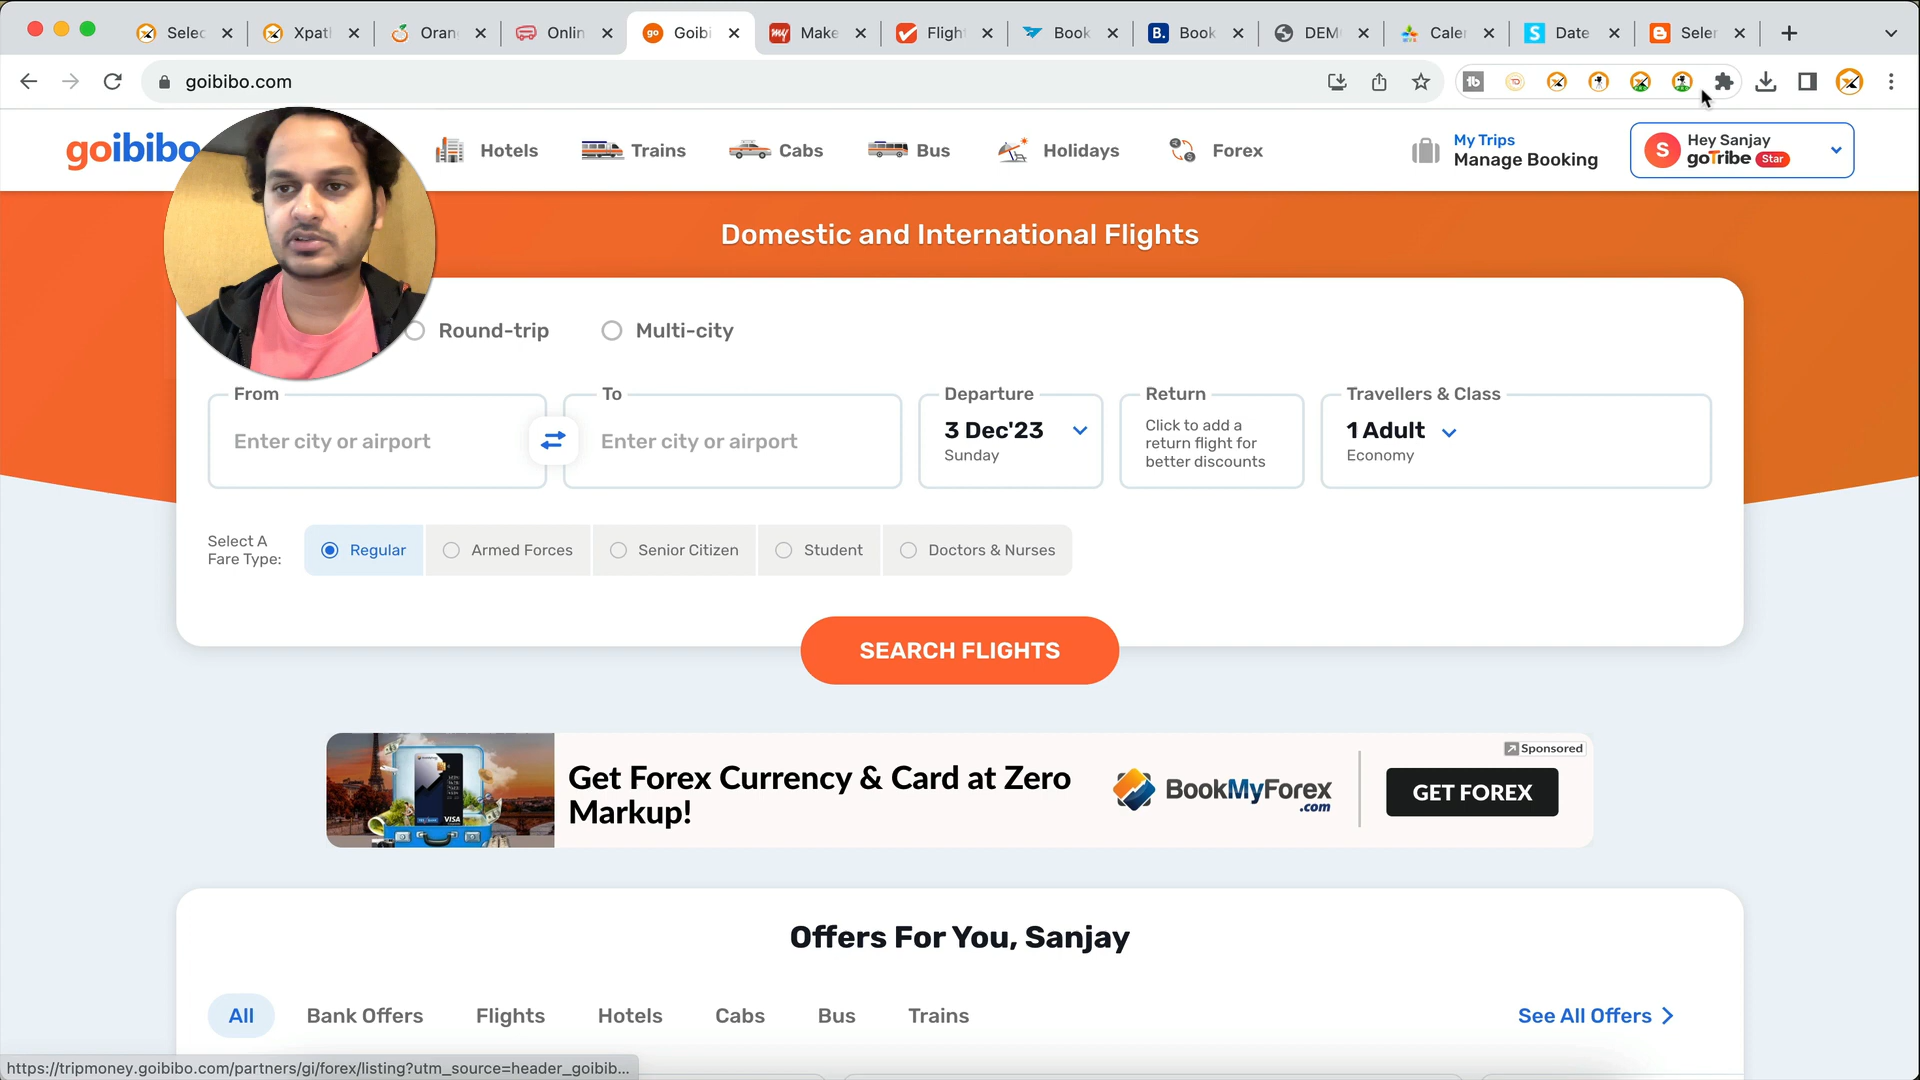 Selec
Xpath
Oran
Onlin
go
Goibi
my
Make
Fligh
Book
B.
Book
DEM
Caler
S
Date
Seler
goibibo.com
tb
goibibo
Hotels
Trains
Cabs
Bus
Holidays
Forex
My Trips
Manage Booking
S
Hey Sanjay
goTribe Star
Domestic and International Flights
Round-trip
Multi-city
From
Enter city or airport
To
Enter city or airport
Departure
3 Dec'23
Sunday
Return
Click to add a
return flight for
better discounts
Travellers & Class
1 Adult
Economy
Select A
Fare Type:
Regular
Armed Forces
Senior Citizen
Student
Doctors & Nurses
SEARCH FLIGHTS
VISA
Get Forex Currency & Card at Zero
Markup!
BookMyForex
.com
Sponsored
GET FOREX
Offers For You, Sanjay
All
Bank Offers
Flights
Hotels
Cabs
Bus
Trains
See All Offers
https://tripmoney.goibibo.com/partners/gi/forex/listing?utm_source=header_goibib...